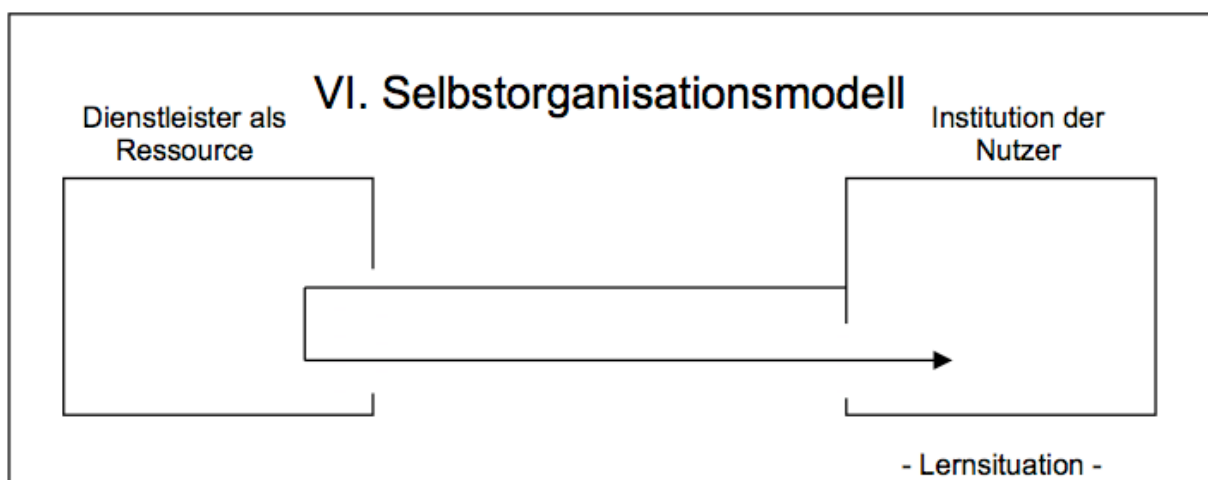 VI. Selbstorganisationsmodell
Dienstleister als
Ressource
Institution der
Nutzer
- Lernsituation -